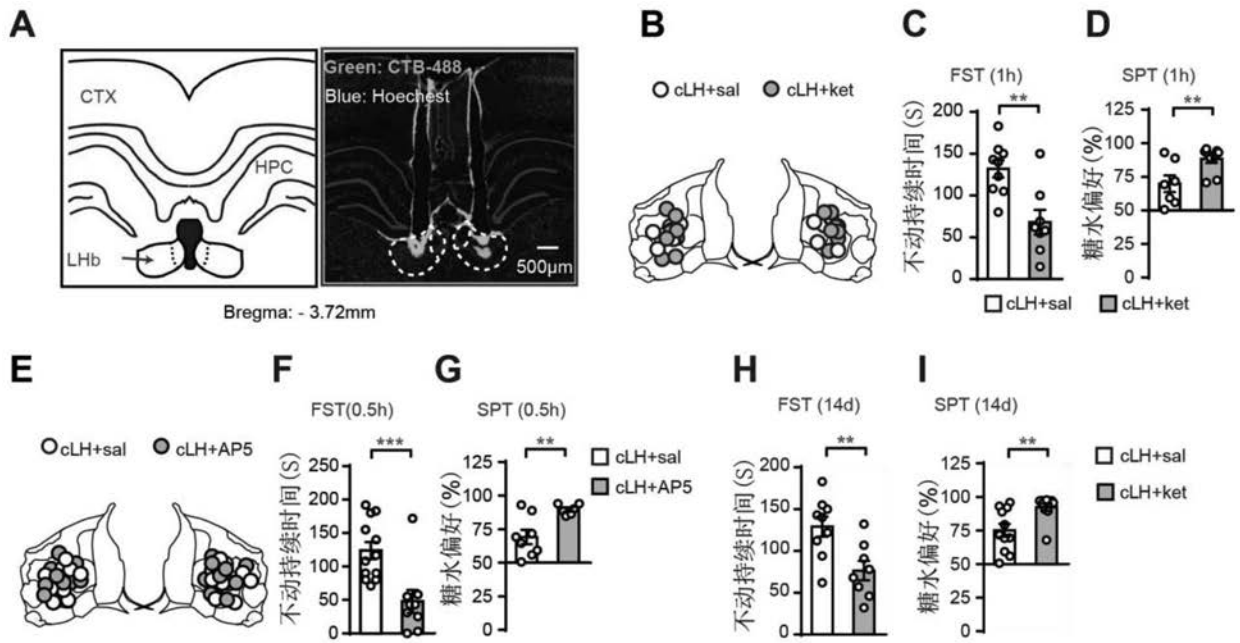 A
CTX
HPC
LHb
Green: CTB-488
Blue: Hoechest
500μm
Bregma: - 3.72mm
B
cLH+sal
cLH+ket
C
FST (1h)
**
不动持续时间(S)
200
150
100
50
0
D
SPT (1h)
**
糖水偏好(%)
125
100
75
50
0
cLH+sal
cLH+ket
E
cLH+sal
cLH+AP5
F
FST(0.5h)
***
不动持续时间(S)
250
200
150
100
50
0
G
SPT (0.5h)
**
糖水偏好(%)
125
100
75
50
0
cLH+sal
cLH+AP5
H
FST (14d)
**
不动持续时间(S)
200
150
100
50
0
I
SPT (14d)
**
糖水偏好(%)
125
100
75
50
0
cLH+sal
cLH+ket